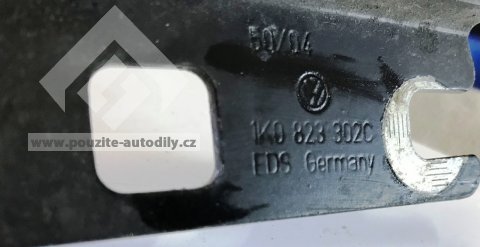 50/04
1K0 823 302C
EDS Germany
www.pouzite-autodily.cz